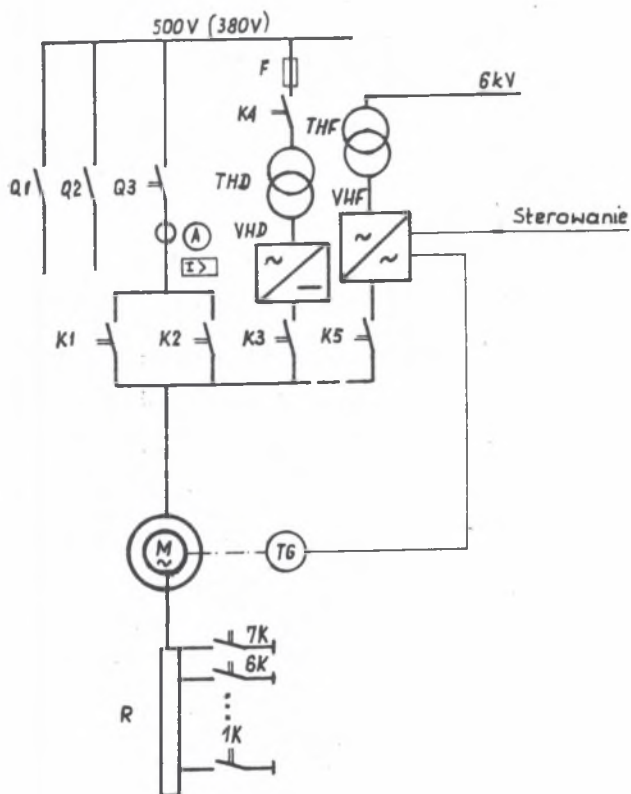 500V (380V)
F
6kV
K4
THF
Q1
Q2
Q3
THD
VHF
A
VHD
Sterowanie
I>
~
~
~
K1
K2
K3
K5
M
~
TG
7K
6K
R
1K